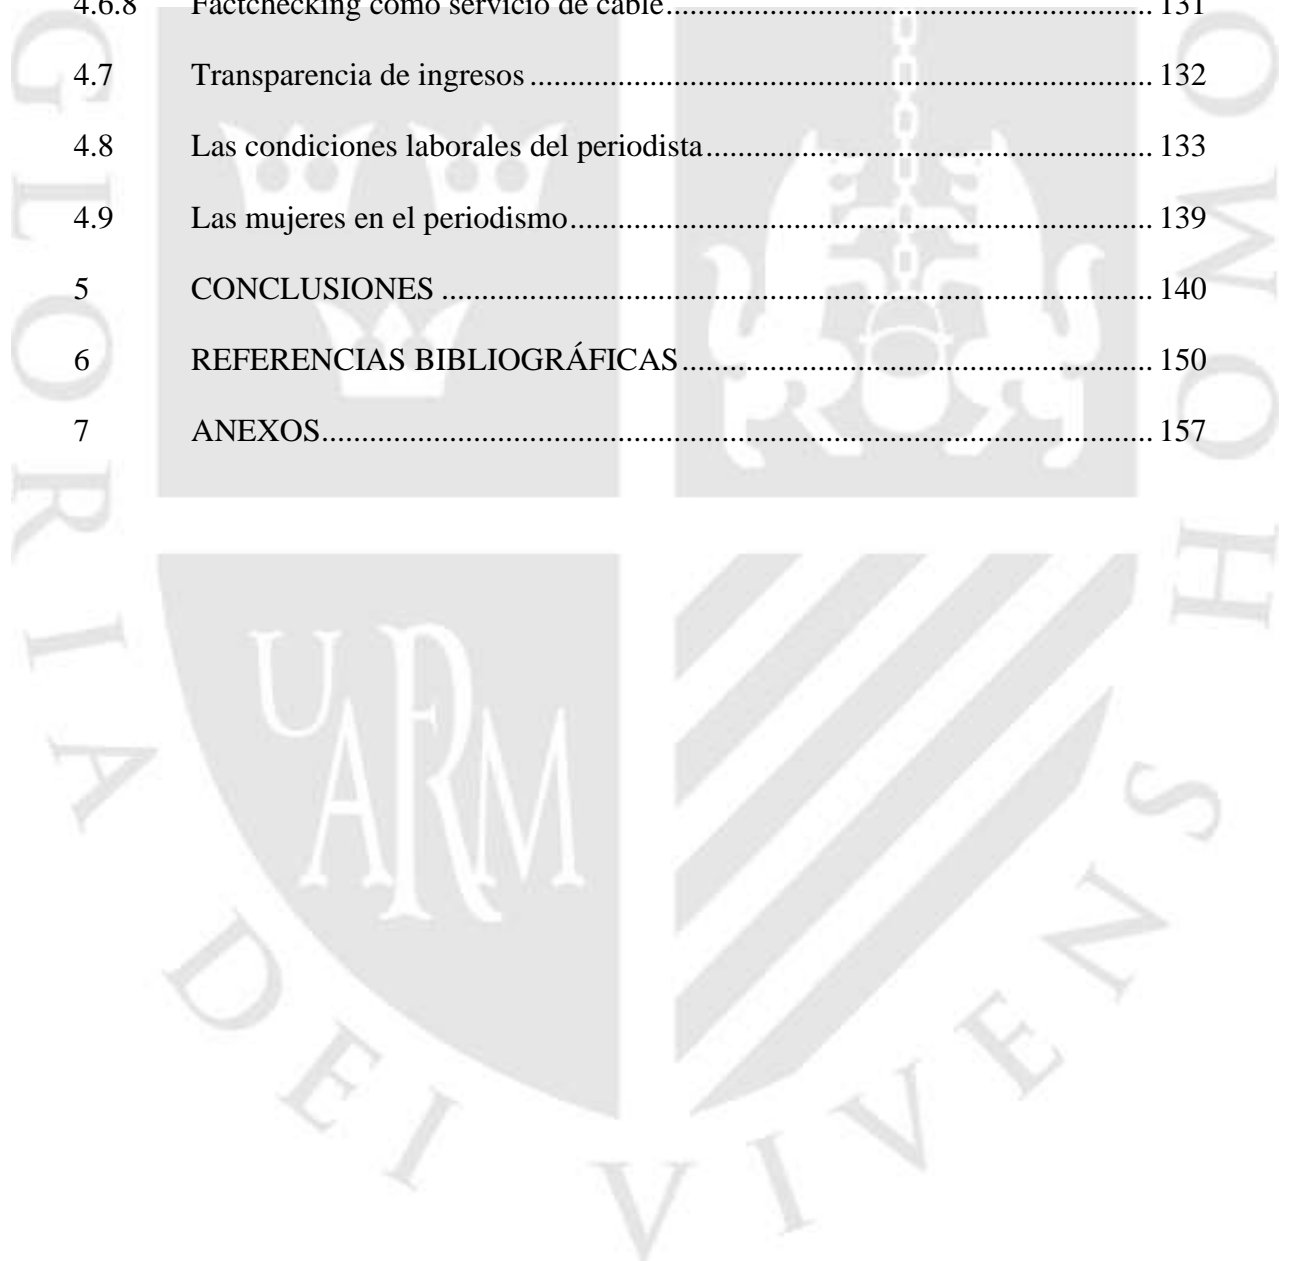 4.6.8 Factchecking como servicio de cable 131
4.7 Transparencia de ingresos 132
4.8 Las condiciones laborales del periodista 133
4.9 Las mujeres en el periodismo 139
5 CONCLUSIONES 140
6 REFERENCIAS BIBLIOGRÁFICAS 150
7 ANEXOS 157
GLORIA DEI VIVENS HOMO
UARM